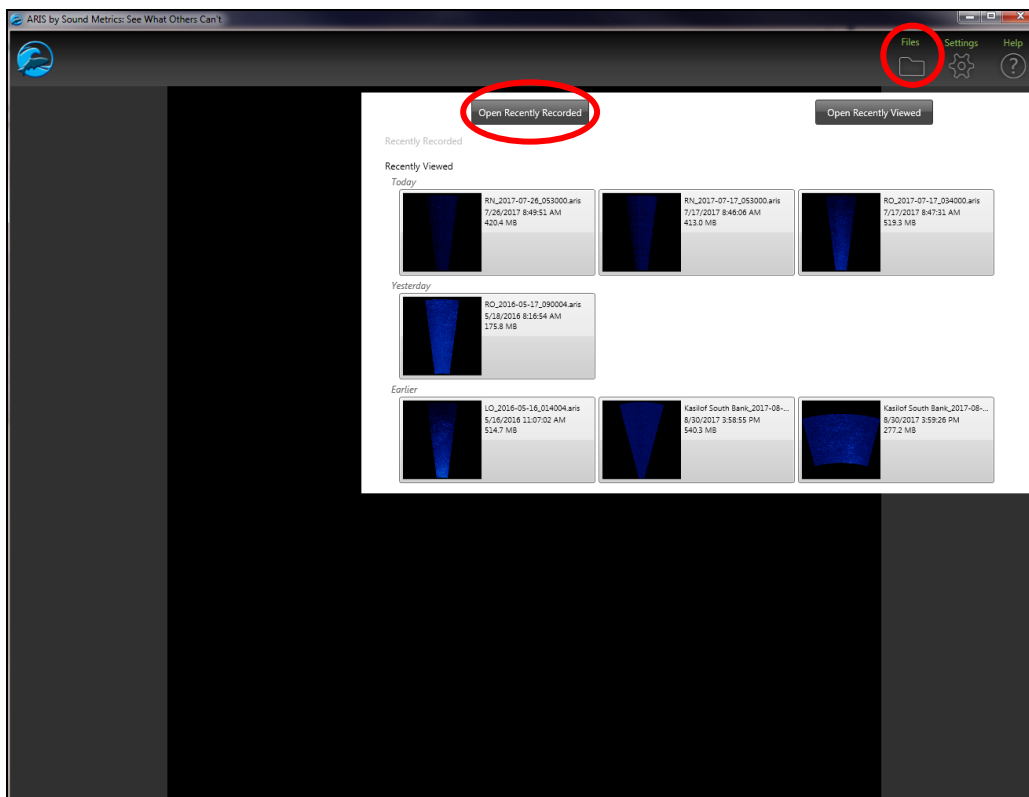 ARIS by Sound Metrics: See What Others Can't
Files Settings Help
Open Recently Recorded Open Recently Viewed
Recently Recorded
Recently Viewed
Today
RN_2017-07-26_053000.aris
7/26/2017 8:49:51 AM
420.4 MB
RN_2017-07-17_053000.aris
7/17/2017 8:46:06 AM
413.0 MB
RO_2017-07-17_034000.aris
7/17/2017 8:47:31 AM
519.3 MB
Yesterday
RO_2016-05-17_090004.aris
5/18/2016 8:16:54 AM
175.8 MB
Earlier
LO_2016-05-16_014004.aris
5/16/2016 11:07:02 AM
514.7 MB
Kasilof South Bank_2017-08-...
8/30/2017 3:58:55 PM
540.3 MB
Kasilof South Bank_2017-08-...
8/30/2017 3:59:26 PM
277.2 MB